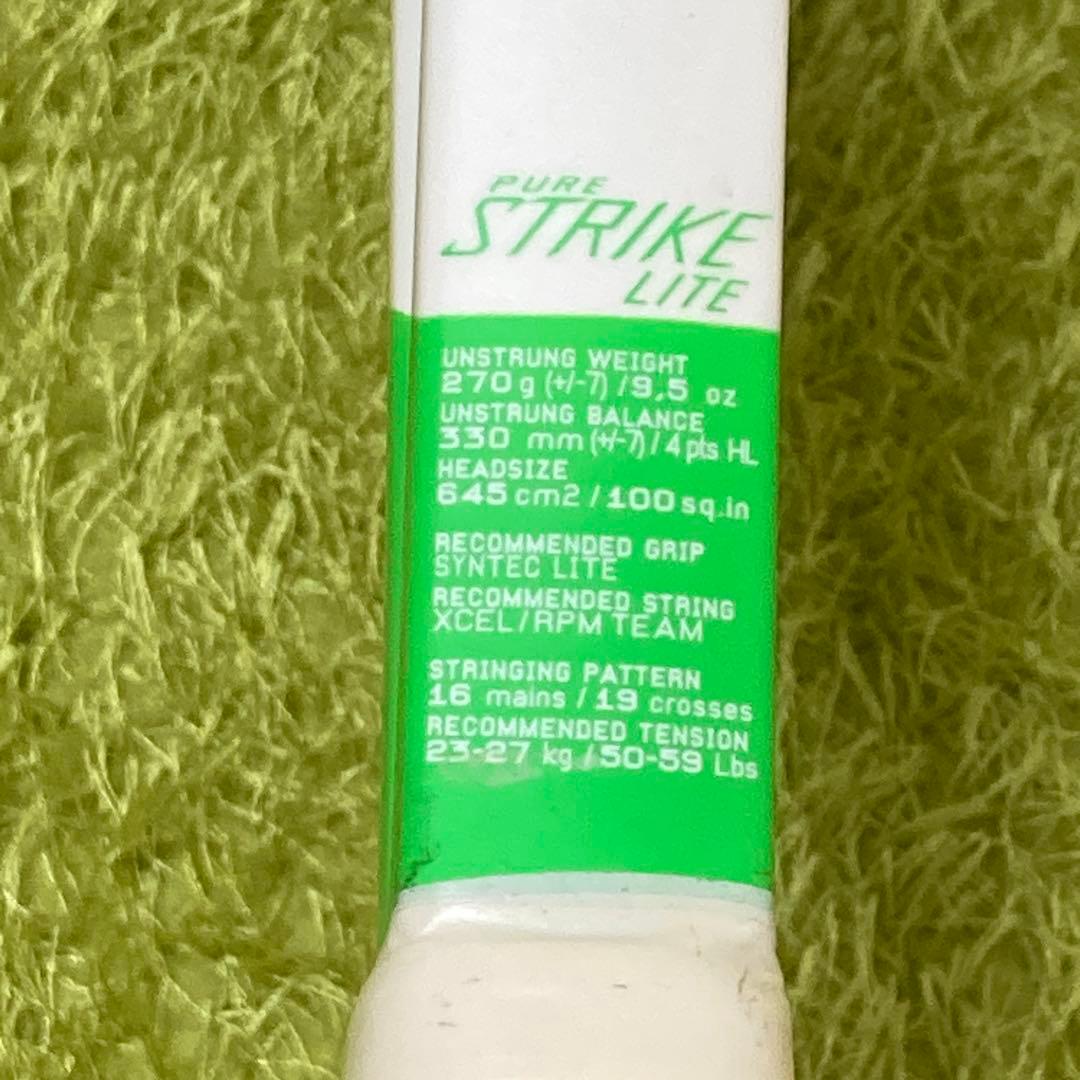 PURE
STRIKE
LITE
UNSTRUNG WEIGHT
270 g (+/-7) / 9,5 oz
UNSTRUNG BALANCE
330 mm (+/-7) / 4 pts HL
HEADSIZE
645 cm2 / 100 sq.in
RECOMMENDED GRIP
SYNTEC LITE
RECOMMENDED STRING
XCEL/RPM TEAM
STRINGING PATTERN
16 mains / 19 crosses
RECOMMENDED TENSION
23-27 kg / 50-59 Lbs